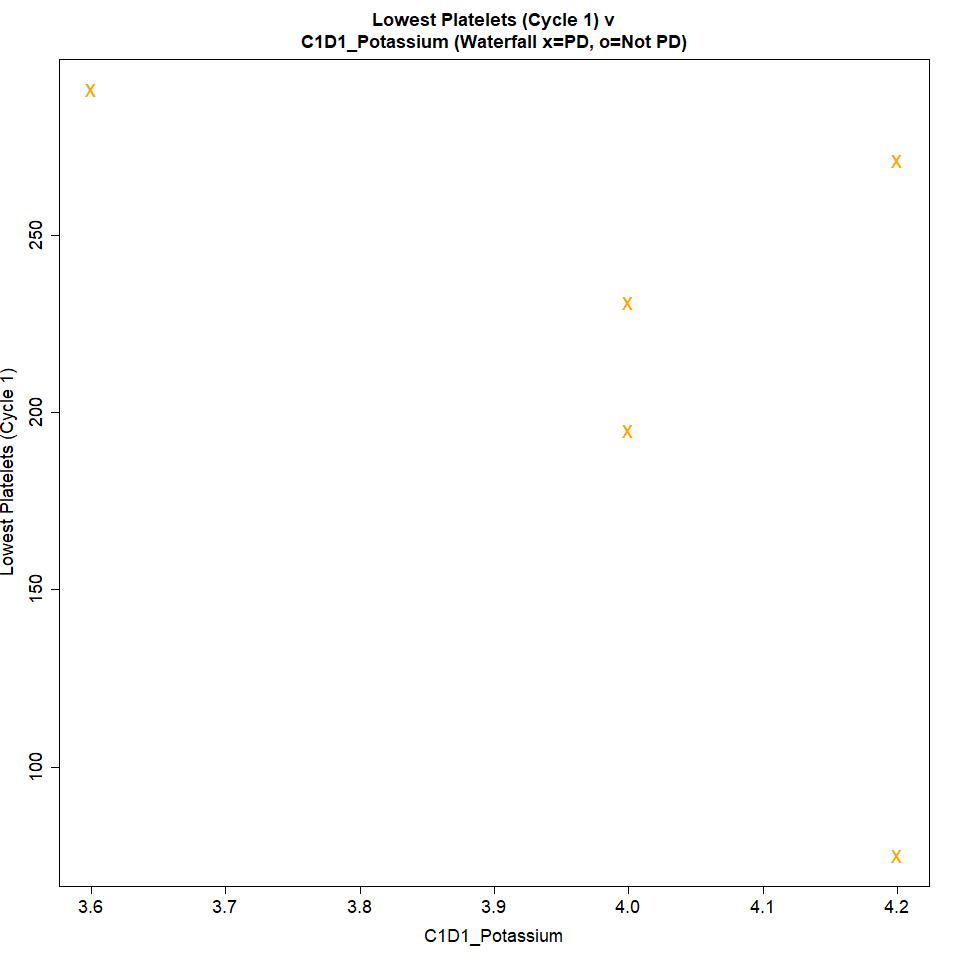 Lowest Platelets (Cycle 1) v
C1D1_Potassium (Waterfall x=PD, o=Not PD)
X
X
X
X
X
Lowest Platelets (Cycle 1)
250
200
150
100
3.6 3.7 3.8 3.9 4.0 4.1 4.2
C1D1_Potassium